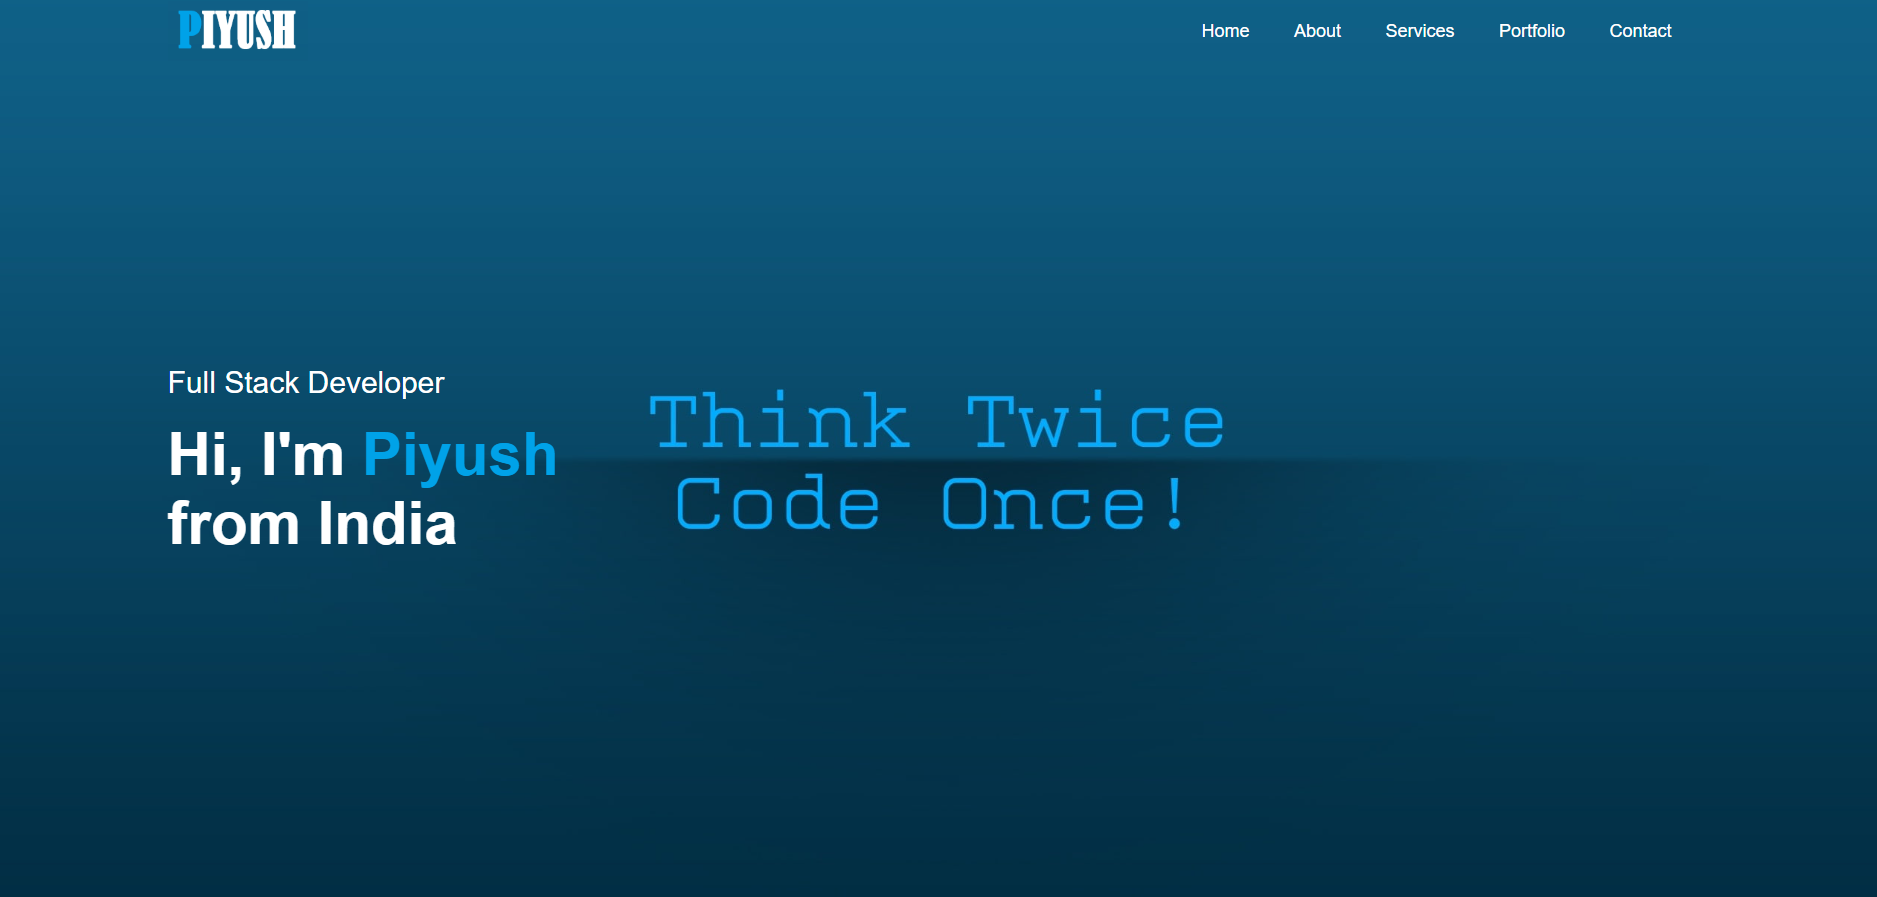 PIYUSH
Home About Services Portfolio Contact
Full Stack Developer
Hi, I'm Piyush
from India
Think Twice
Code Once!